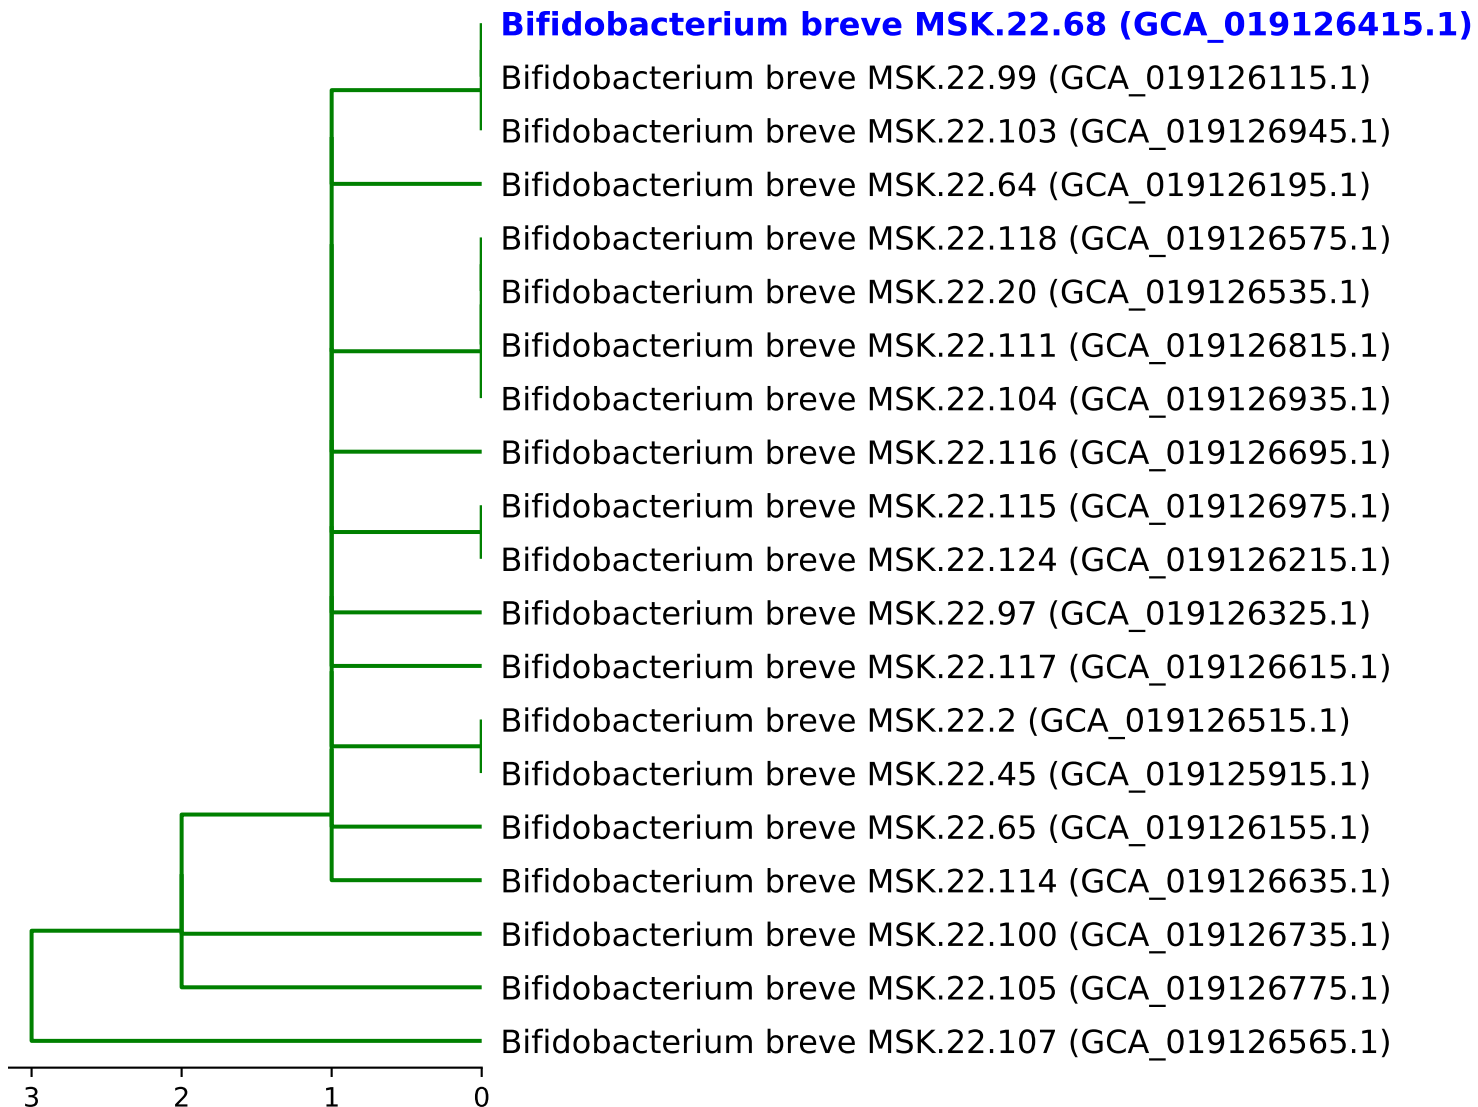 Bifidobacterium breve MSK.22.68 (GCA_019126415.1)
Bifidobacterium breve MSK.22.99 (GCA_019126115.1)
Bifidobacterium breve MSK.22.103 (GCA_019126945.1)
Bifidobacterium breve MSK.22.64 (GCA_019126195.1)
Bifidobacterium breve MSK.22.118 (GCA_019126575.1)
Bifidobacterium breve MSK.22.20 (GCA_019126535.1)
Bifidobacterium breve MSK.22.111 (GCA_019126815.1)
Bifidobacterium breve MSK.22.104 (GCA_019126935.1)
Bifidobacterium breve MSK.22.116 (GCA_019126695.1)
Bifidobacterium breve MSK.22.115 (GCA_019126975.1)
Bifidobacterium breve MSK.22.124 (GCA_019126215.1)
Bifidobacterium breve MSK.22.97 (GCA_019126325.1)
Bifidobacterium breve MSK.22.117 (GCA_019126615.1)
Bifidobacterium breve MSK.22.2 (GCA_019126515.1)
Bifidobacterium breve MSK.22.45 (GCA_019125915.1)
Bifidobacterium breve MSK.22.65 (GCA_019126155.1)
Bifidobacterium breve MSK.22.114 (GCA_019126635.1)
Bifidobacterium breve MSK.22.100 (GCA_019126735.1)
Bifidobacterium breve MSK.22.105 (GCA_019126775.1)
Bifidobacterium breve MSK.22.107 (GCA_019126565.1)
3 2 1 0